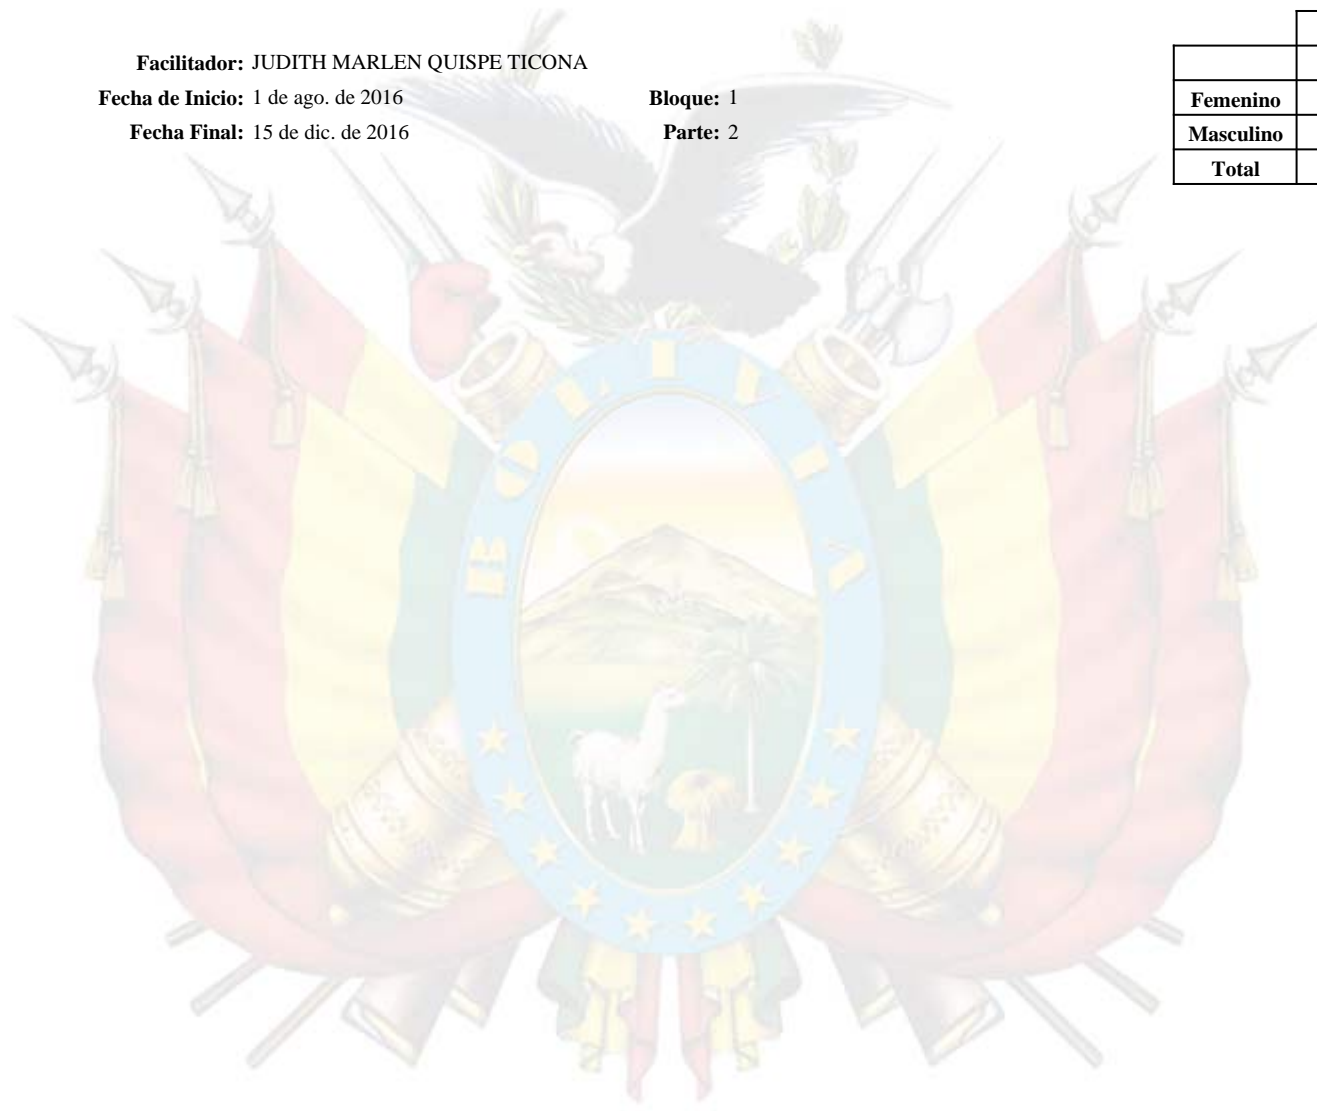 Facilitador: JUDITH MARLEN QUISPE TICONA
Fecha de Inicio: 1 de ago. de 2016 Bloque: 1
Fecha Final: 15 de dic. de 2016 Parte: 2
Femenino
Masculino
Total
BOLIVIA